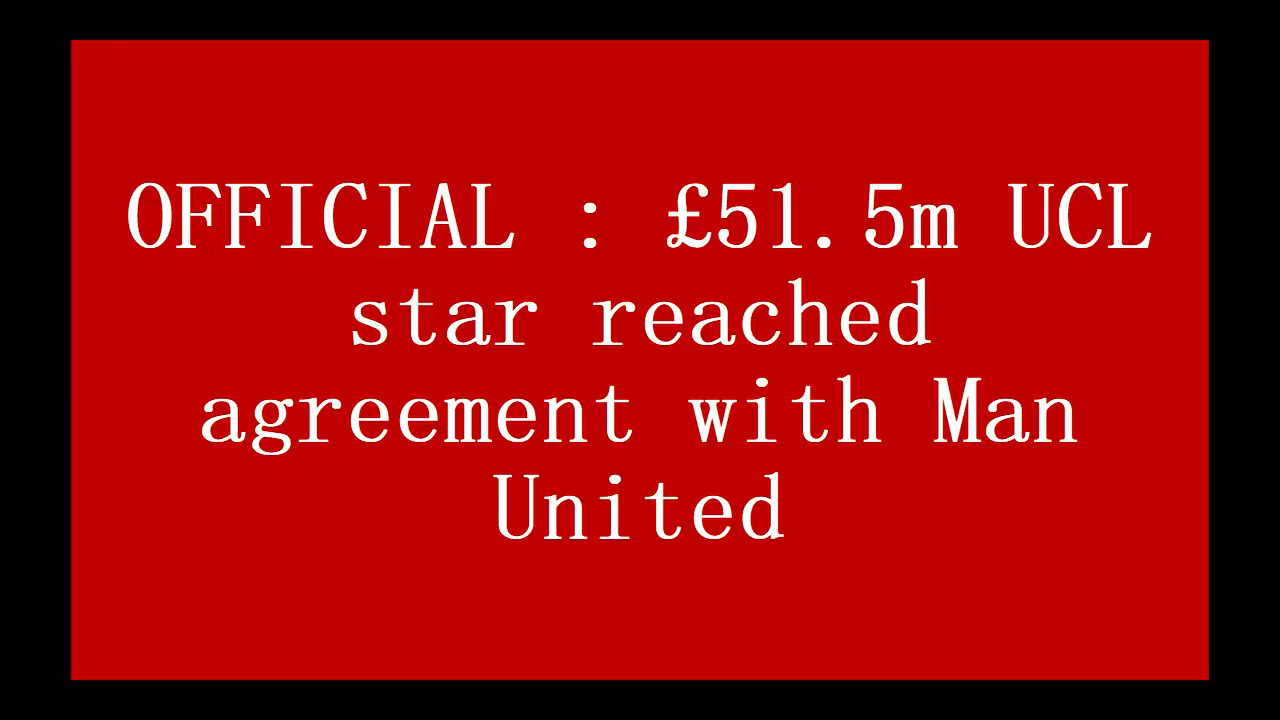 OFFICIAL : £51.5m UCL
star reached
agreement with Man
United